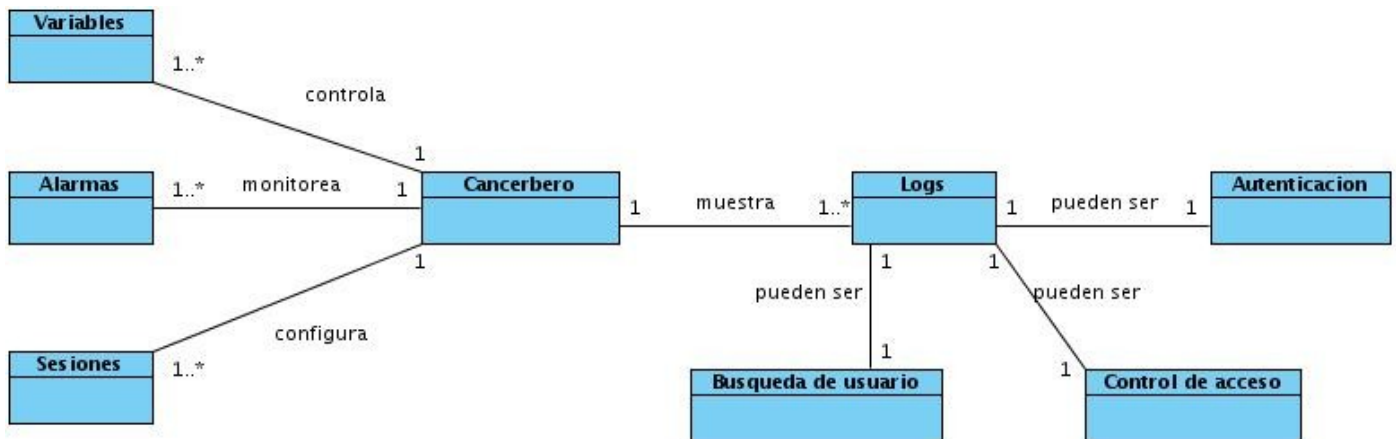 Variables
1..*
controla
1
Alarmas
1..*
monitorea
1
Cancerbero
1
muestra
1..*
Logs
1
pueden ser
1
Autenticacion
1
1
1
pueden ser
pueden ser
configura
Sesiones
1..*
1
1
Busqueda de usuario
Control de acceso